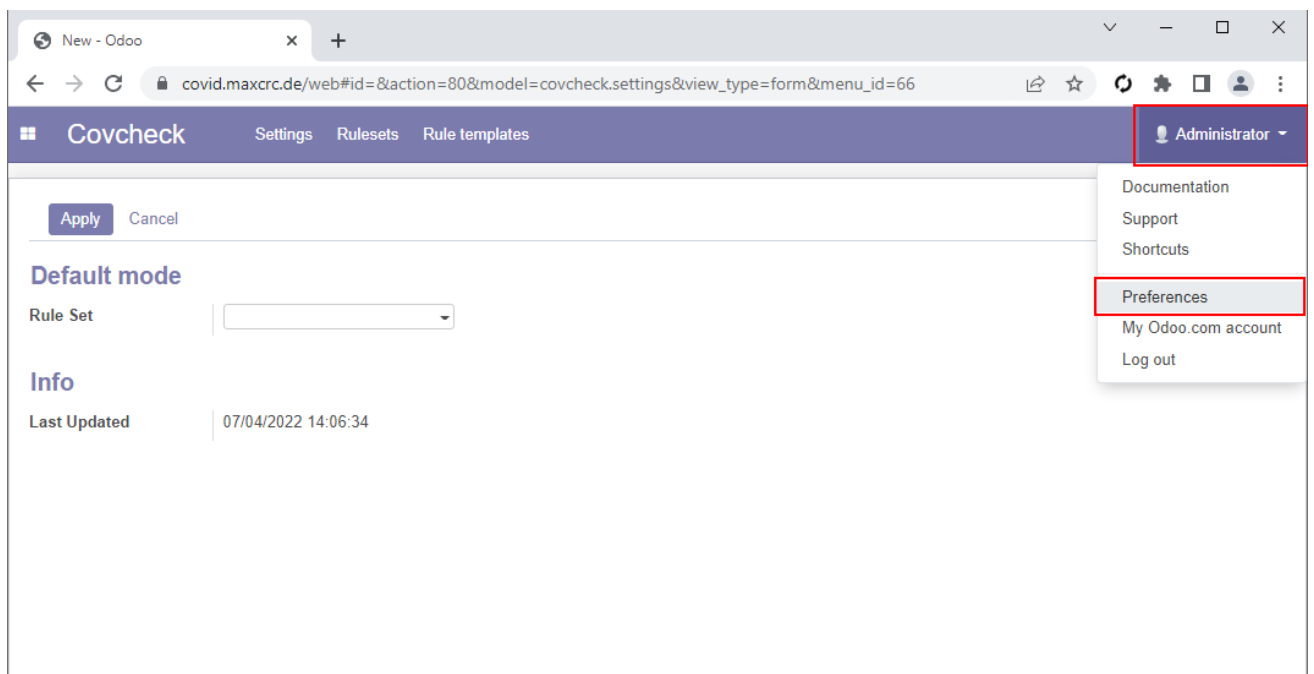 New - Odoo
covid.maxcrc.de/web#id=&action=80&model=covcheck.settings&view_type=form&menu_id=66
Covcheck Settings Rulesets Rule templates Administrator
Documentation
Support
Shortcuts
Preferences
My Odoo.com account
Log out
Apply Cancel
Default mode
Rule Set
Info
Last Updated 07/04/2022 14:06:34